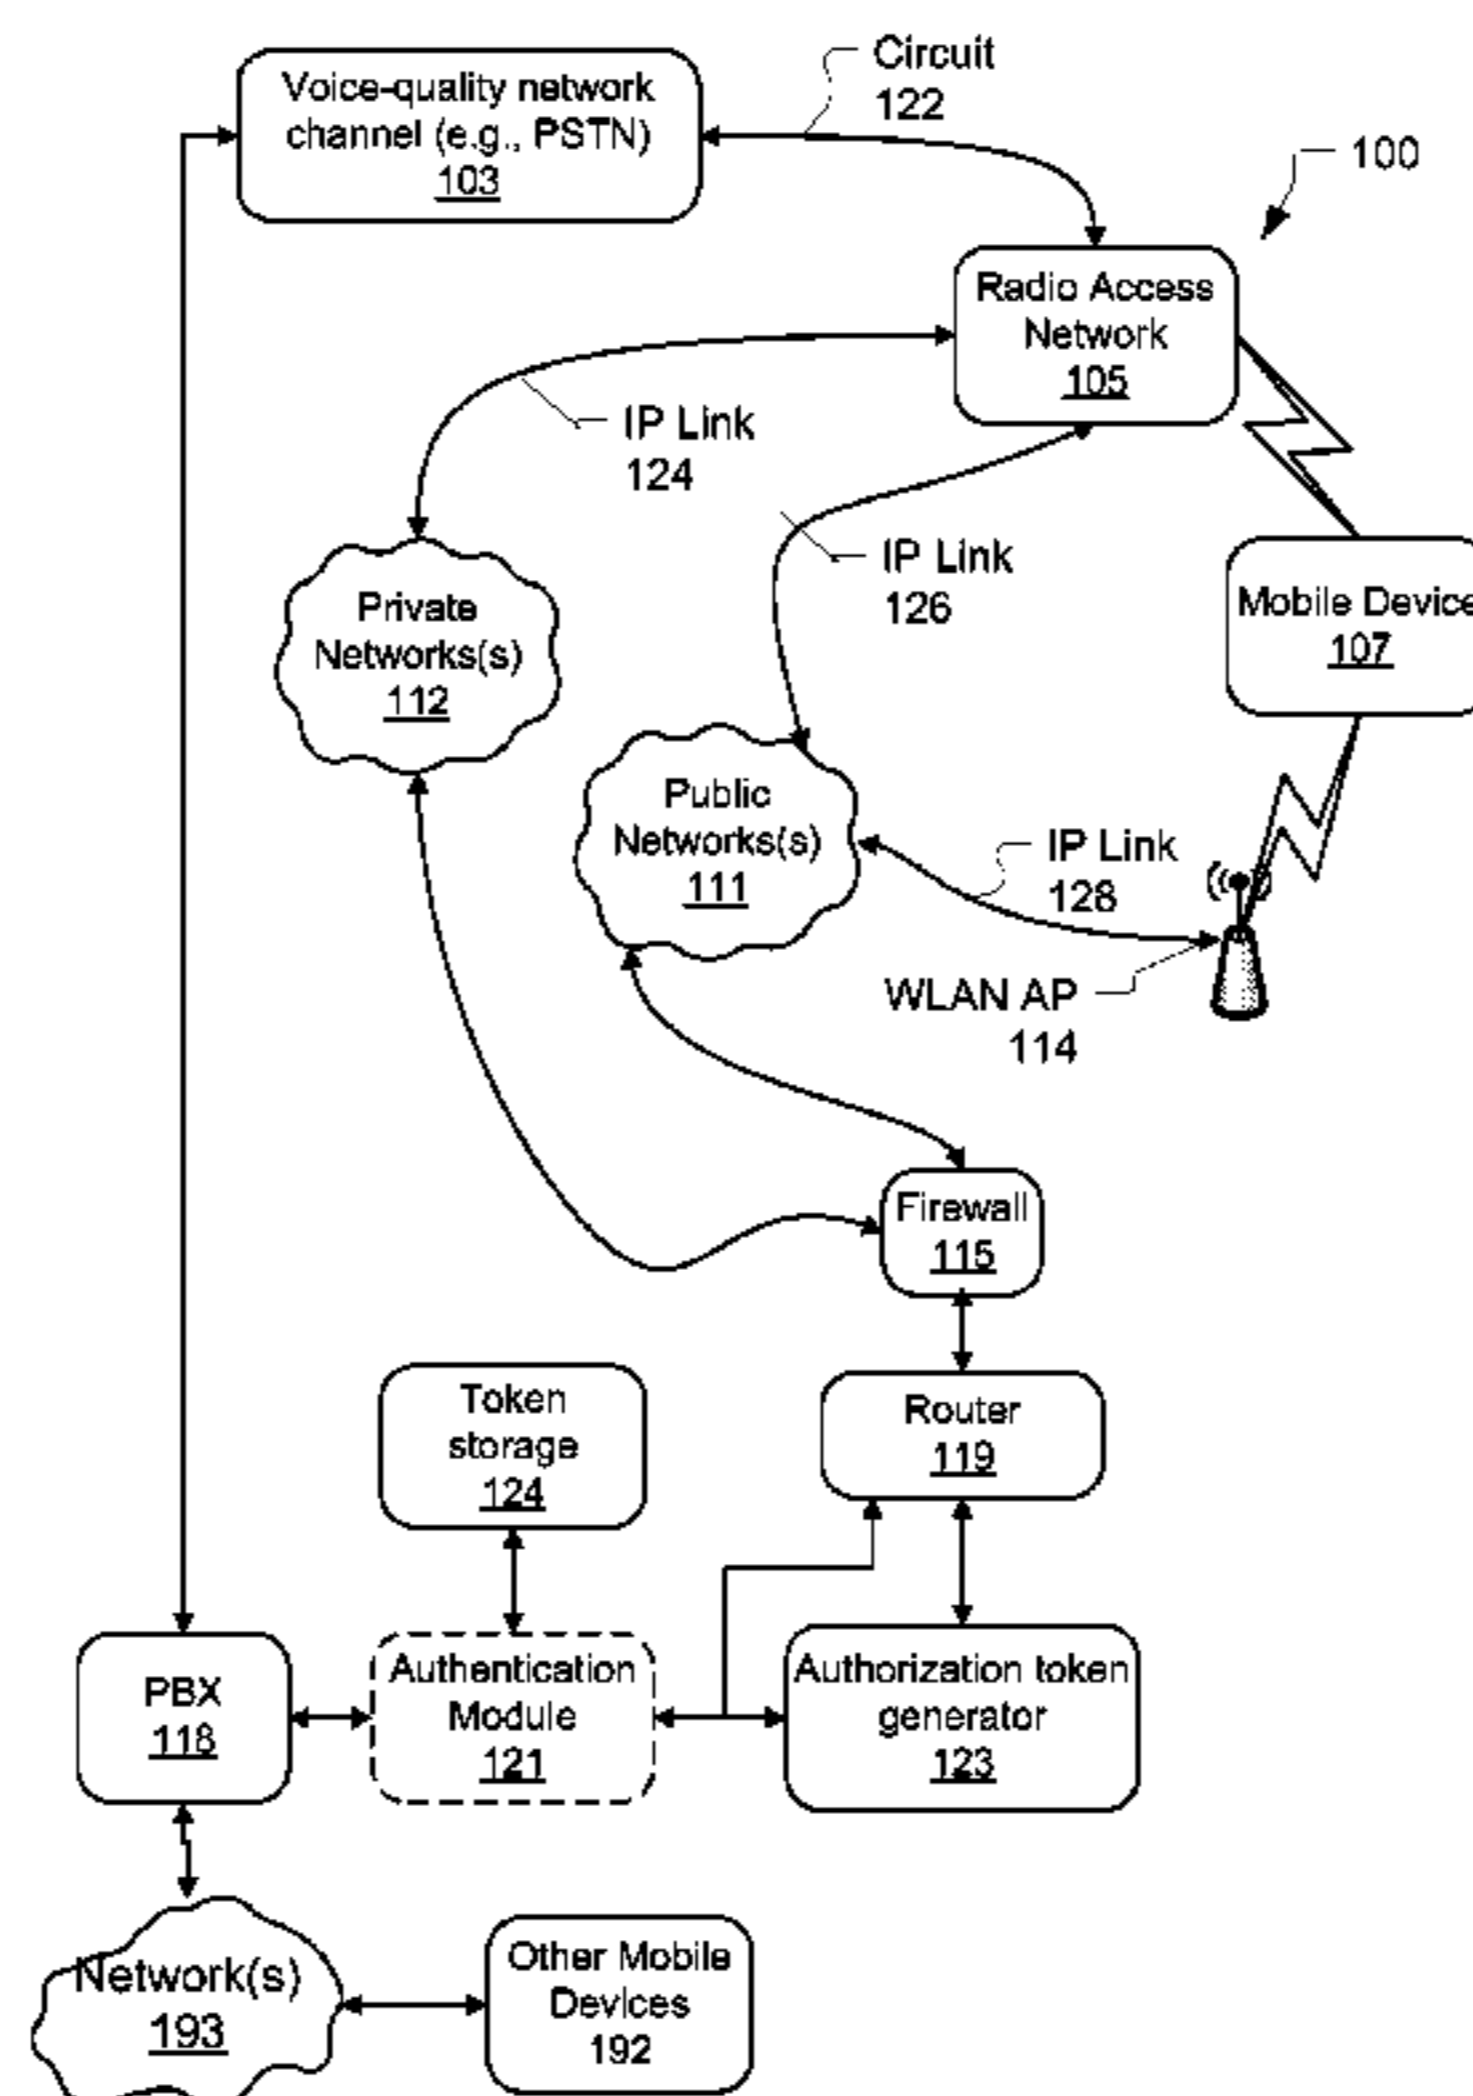 Circuit
122
Voice-quality network
channel (e.g., PSTN)
103
100
Radio Access
Network
105
IP Link
124
IP Link
126
Mobile Device
107
Private
Networks(s)
112
Public
Networks(s)
111
IP Link
128
WLAN AP
114
Firewall
115
Token
storage
124
Router
119
PBX
118
Authentication
Module
121
Authorization token
generator
123
Network(s)
193
Other Mobile
Devices
192